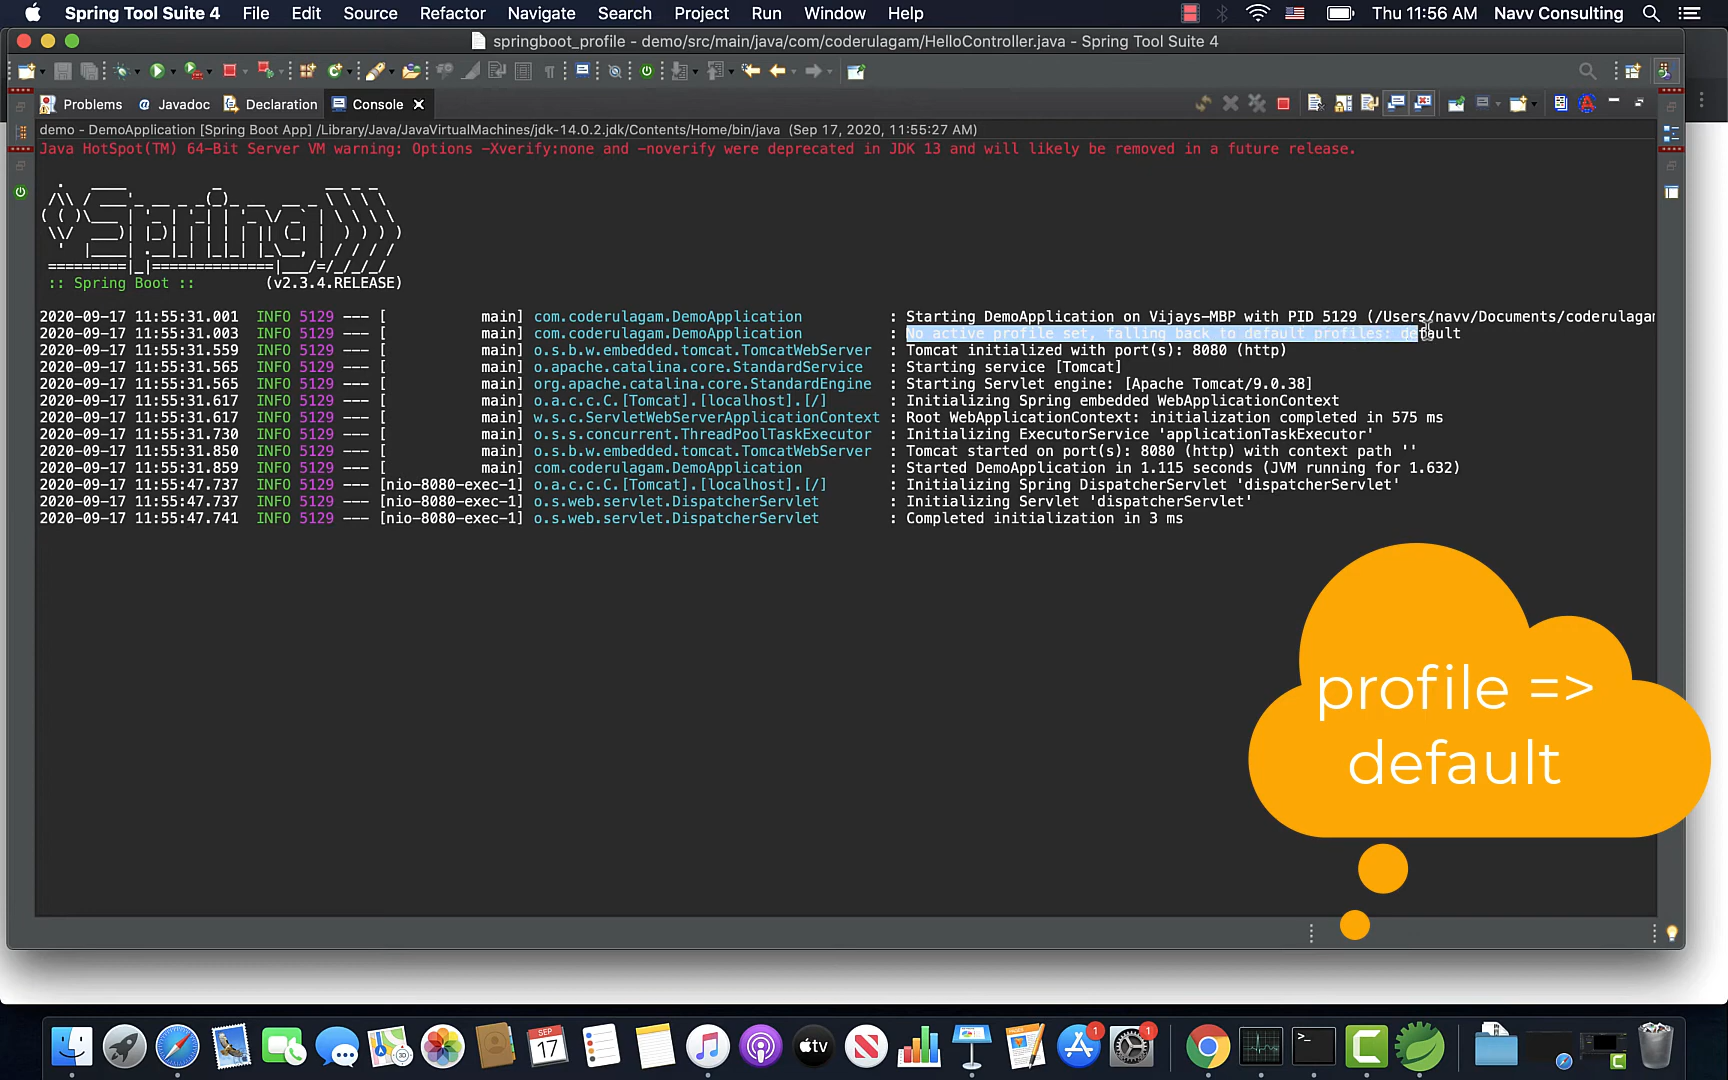 Spring Tool Suite 4 File Edit Source Refactor Navigate Search Project Run Window Help Thu 11:56 AM Navv Consulting
springboot_profile - demo/src/main/java/com/coderulagam/HelloController.java - Spring Tool Suite 4
Problems @ Javadoc Declaration Console
demo - DemoApplication [Spring Boot App] /Library/Java/JavaVirtualMachines/jdk-14.0.2.jdk/Contents/Home/bin/java (Sep 17, 2020, 11:55:27 AM)
Java HotSpot(TM) 64-Bit Server VM warning: Options -Xverify:none and -noverify were deprecated in JDK 13 and will likely be removed in a future release.
Spring
:: Spring Boot :: (v2.3.4.RELEASE)
2020-09-17 11:55:31.001 INFO 5129 --- [ main] com.coderulagam.DemoApplication : Starting DemoApplication on Vijays-MBP with PID 5129 (/Users/navv/Documents/coderulagam
2020-09-17 11:55:31.003 INFO 5129 --- [ main] com.coderulagam.DemoApplication : No active profile set, falling back to default profiles: default
2020-09-17 11:55:31.559 INFO 5129 --- [ main] o.s.b.w.embedded.tomcat.TomcatWebServer : Tomcat initialized with port(s): 8080 (http)
2020-09-17 11:55:31.565 INFO 5129 --- [ main] o.apache.catalina.core.StandardService : Starting service [Tomcat]
2020-09-17 11:55:31.565 INFO 5129 --- [ main] org.apache.catalina.core.StandardEngine : Starting Servlet engine: [Apache Tomcat/9.0.38]
2020-09-17 11:55:31.617 INFO 5129 --- [ main] o.a.c.c.C.[Tomcat].[localhost].[/] : Initializing Spring embedded WebApplicationContext
2020-09-17 11:55:31.617 INFO 5129 --- [ main] w.s.c.ServletWebServerApplicationContext : Root WebApplicationContext: initialization completed in 575 ms
2020-09-17 11:55:31.730 INFO 5129 --- [ main] o.s.s.concurrent.ThreadPoolTaskExecutor : Initializing ExecutorService 'applicationTaskExecutor'
2020-09-17 11:55:31.850 INFO 5129 --- [ main] o.s.b.w.embedded.tomcat.TomcatWebServer : Tomcat started on port(s): 8080 (http) with context path ''
2020-09-17 11:55:31.859 INFO 5129 --- [ main] com.coderulagam.DemoApplication : Started DemoApplication in 1.115 seconds (JVM running for 1.632)
2020-09-17 11:55:47.737 INFO 5129 --- [nio-8080-exec-1] o.a.c.c.C.[Tomcat].[localhost].[/] : Initializing Spring DispatcherServlet 'dispatcherServlet'
2020-09-17 11:55:47.737 INFO 5129 --- [nio-8080-exec-1] o.s.web.servlet.DispatcherServlet : Initializing Servlet 'dispatcherServlet'
2020-09-17 11:55:47.741 INFO 5129 --- [nio-8080-exec-1] o.s.web.servlet.DispatcherServlet : Completed initialization in 3 ms
profile =>
default
SEP
17
tv
1
1